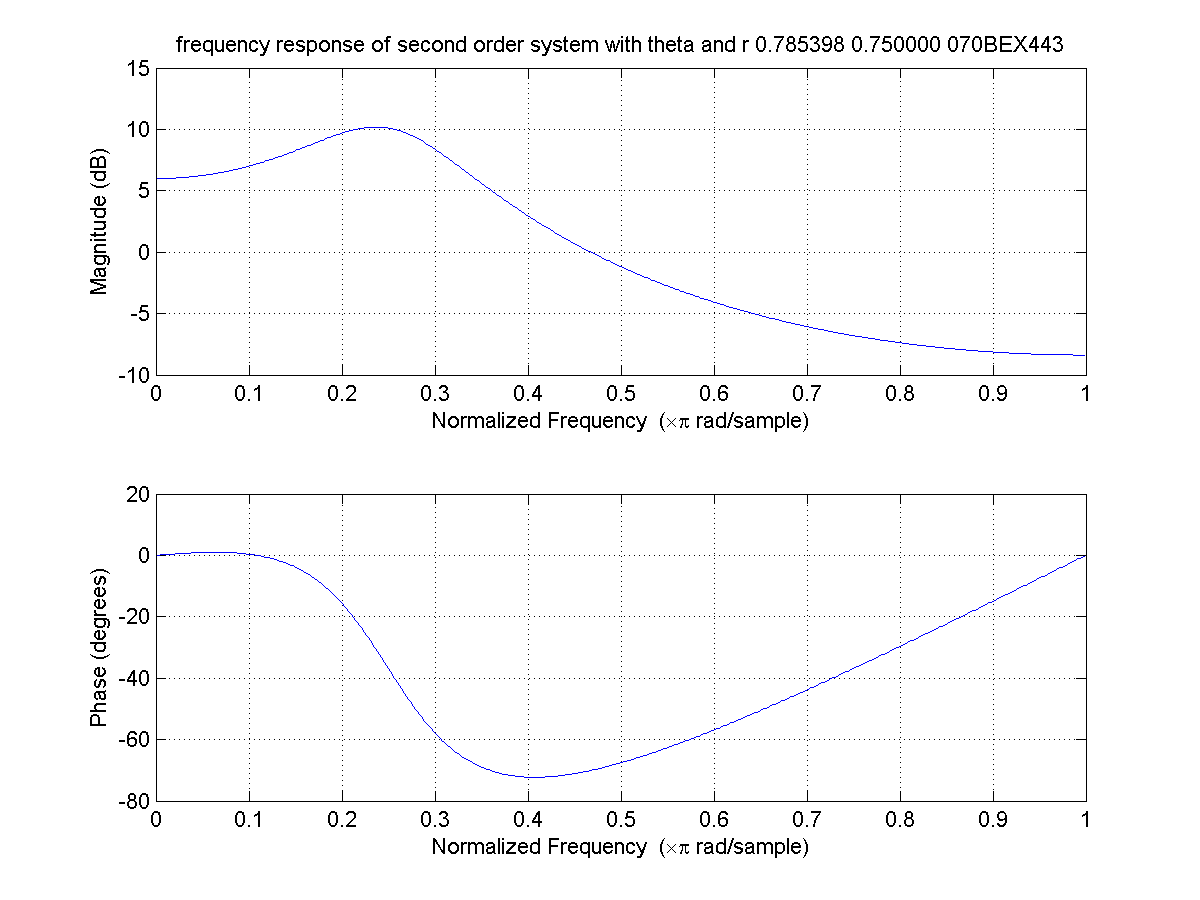 frequency response of second order system with theta and r 0.785398 0.750000 070BEX443
15
10
5
0
-5
-10
Magnitude (dB)
0 0.1 0.2 0.3 0.4 0.5 0.6 0.7 0.8 0.9 1
Normalized Frequency (×π rad/sample)
20
0
-20
-40
-60
-80
Phase (degrees)
0 0.1 0.2 0.3 0.4 0.5 0.6 0.7 0.8 0.9 1
Normalized Frequency (×π rad/sample)